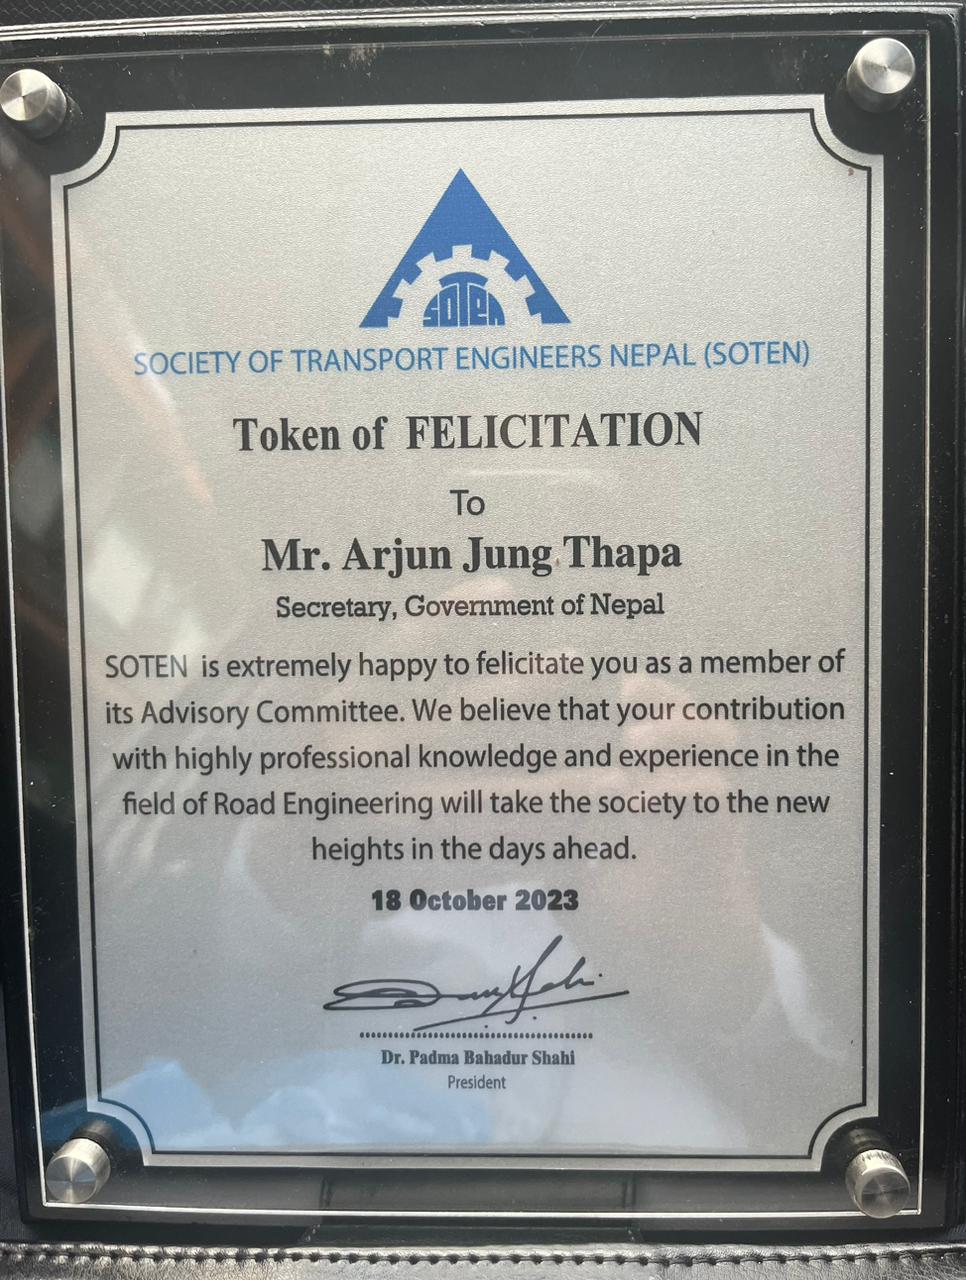 SOTEN
SOCIETY OF TRANSPORT ENGINEERS NEPAL (SOTEN)
Token of FELICITATION
To
Mr. Arjun Jung Thapa
Secretary, Government of Nepal
SOTEN is extremely happy to felicitate you as a member of
its Advisory Committee. We believe that your contribution
with highly professional knowledge and experience in the
field of Road Engineering will take the society to the new
heights in the days ahead.
18 October 2023
Dr. Padma Bahadur Shahi
President